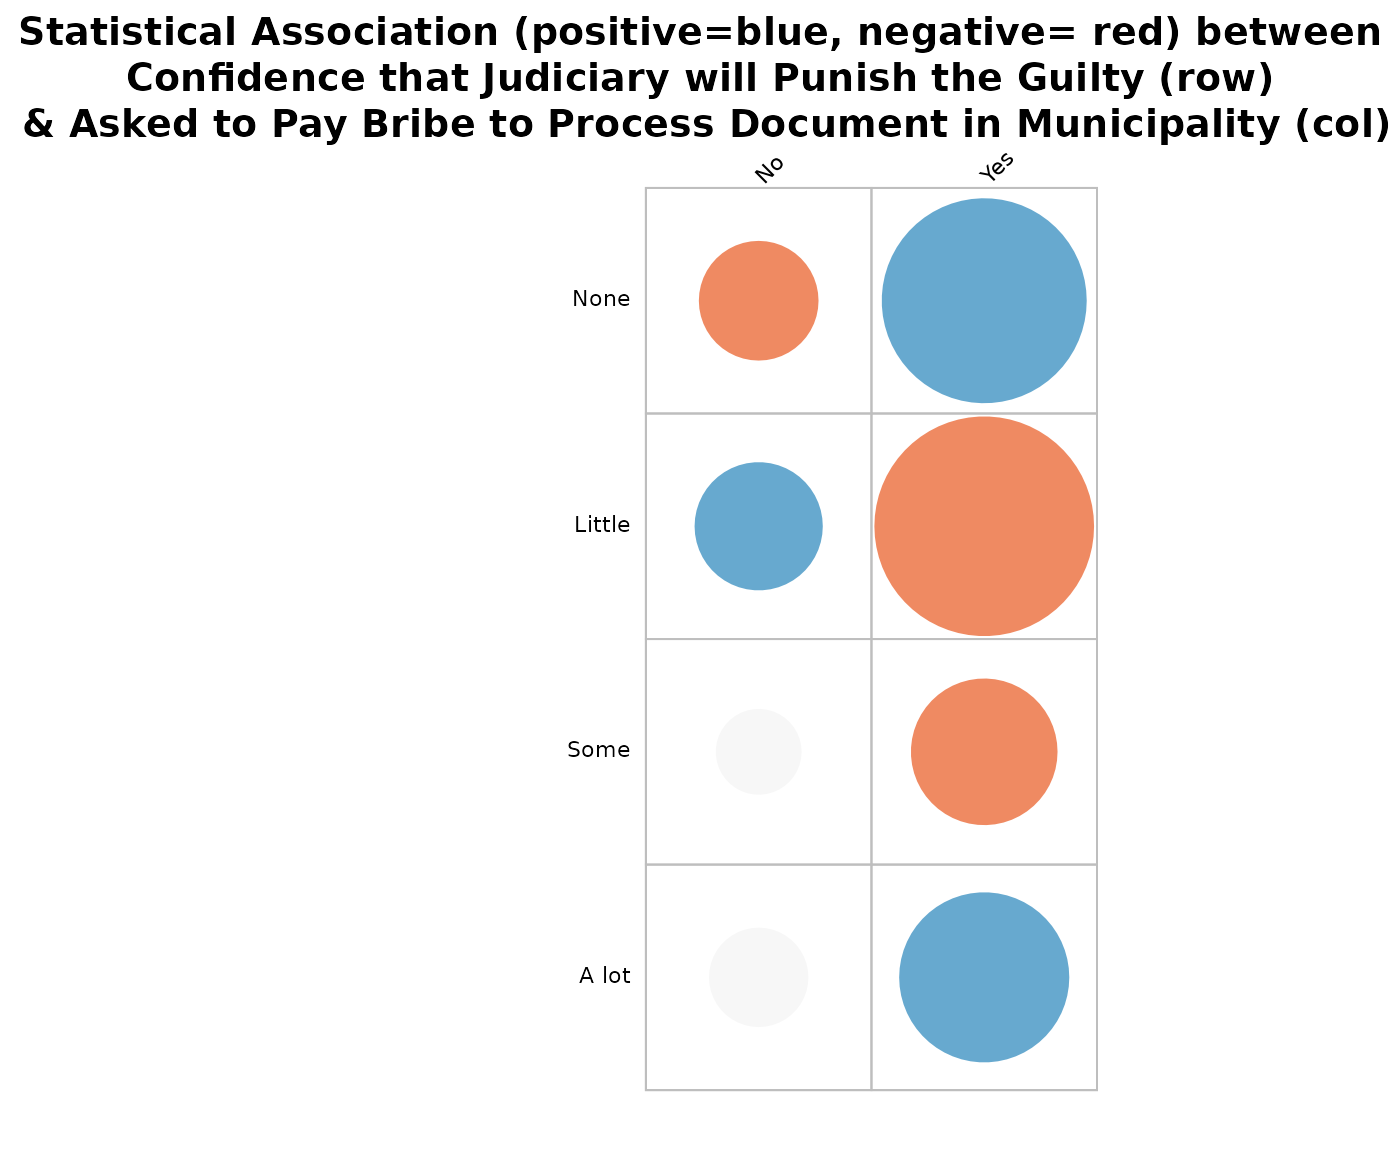 Statistical Association (positive=blue, negative= red) between
Confidence that Judiciary will Punish the Guilty (row)
& Asked to Pay Bribe to Process Document in Municipality (col)
No Yes
None
Little
Some
A lot